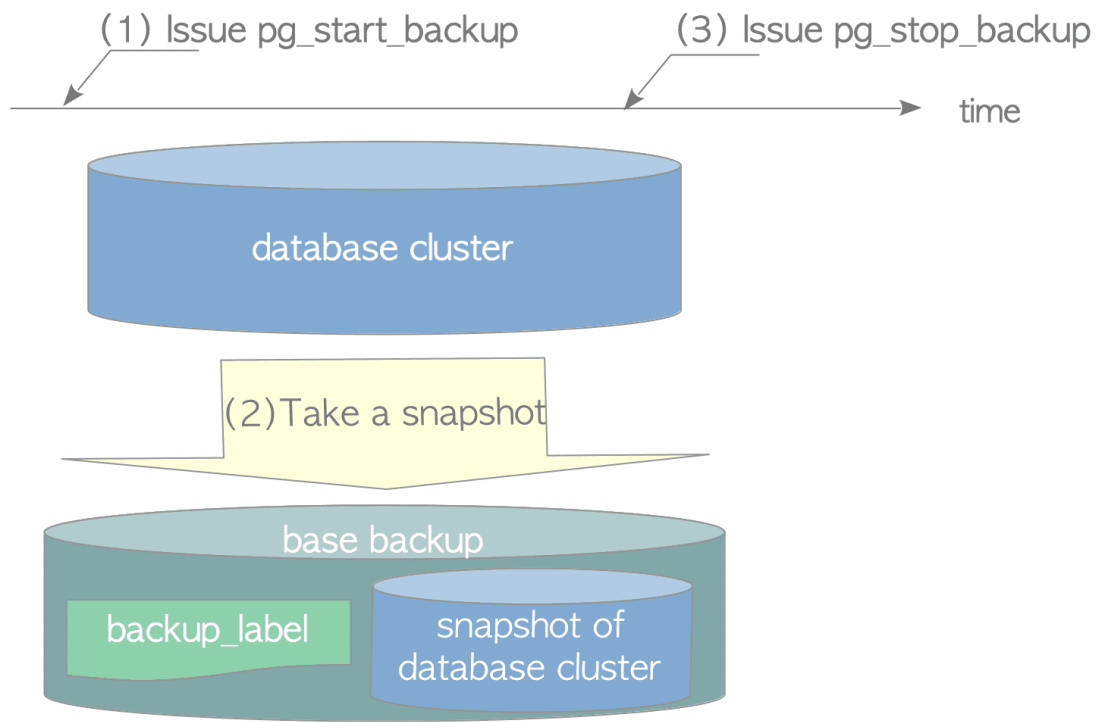 (1) Issue pg_start_backup
(3) Issue pg_stop_backup
time
database cluster
(2)Take a snapshot
base backup
backup_label
snapshot of
database cluster